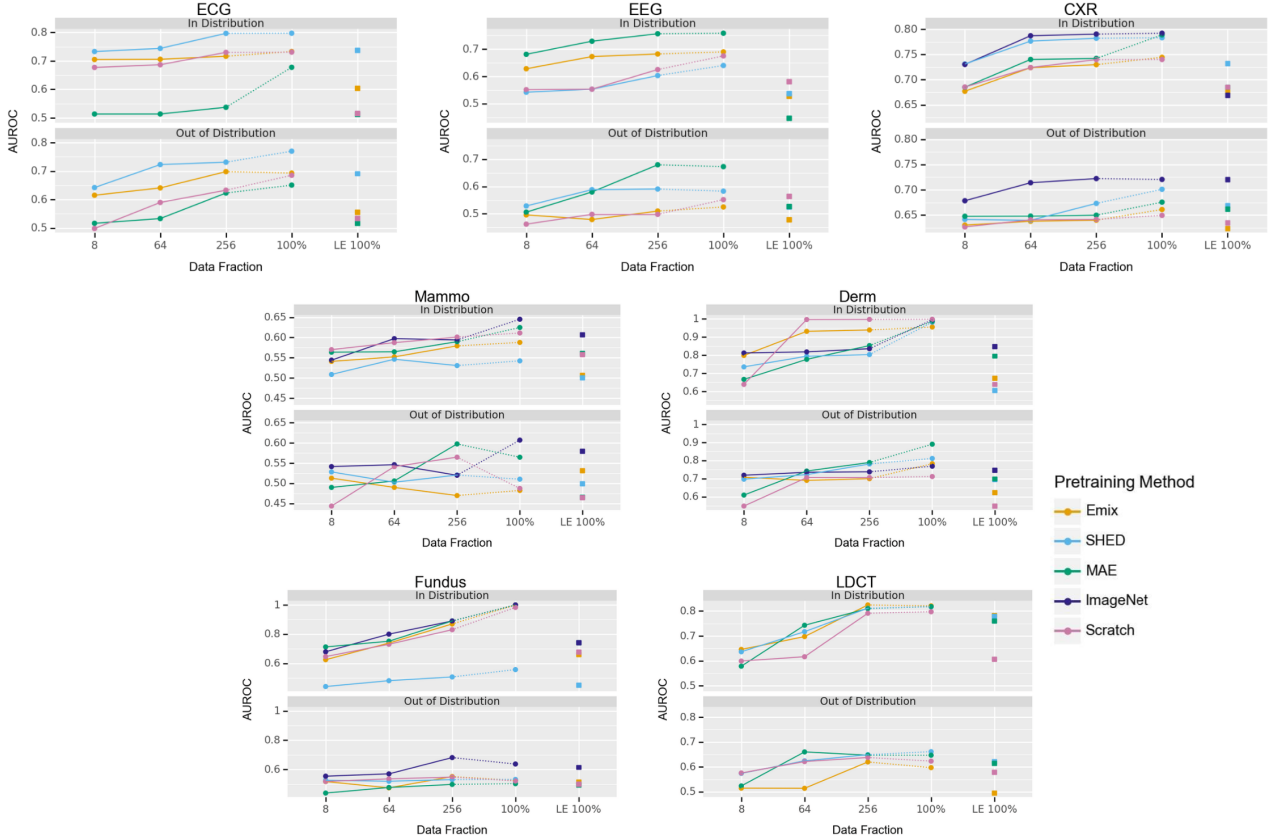 ECG
In Distribution
0.8
0.7
0.6
0.5
AUROC
Out of Distribution
0.8
0.7
0.6
0.5
8 64 256 100% LE 100%
Data Fraction
EEG
In Distribution
0.7
0.6
0.5
AUROC
Out of Distribution
0.7
0.6
0.5
8 64 256 100% LE 100%
Data Fraction
CXR
In Distribution
0.80
0.75
0.70
0.65
AUROC
Out of Distribution
0.80
0.75
0.70
0.65
8 64 256 100% LE 100%
Data Fraction
Mammo
In Distribution
0.65
0.60
0.55
0.50
0.45
AUROC
Out of Distribution
0.65
0.60
0.55
0.50
0.45
8 64 256 100% LE 100%
Data Fraction
Derm
In Distribution
1
0.9
0.8
0.7
0.6
AUROC
Out of Distribution
1
0.9
0.8
0.7
0.6
8 64 256 100% LE 100%
Data Fraction
Pretraining Method
Emix
SHED
MAE
ImageNet
Scratch
Fundus
In Distribution
1
0.8
0.6
AUROC
Out of Distribution
1
0.8
0.6
8 64 256 100% LE 100%
Data Fraction
LDCT
In Distribution
0.8
0.7
0.6
0.5
AUROC
Out of Distribution
0.8
0.7
0.6
0.5
8 64 256 100% LE 100%
Data Fraction